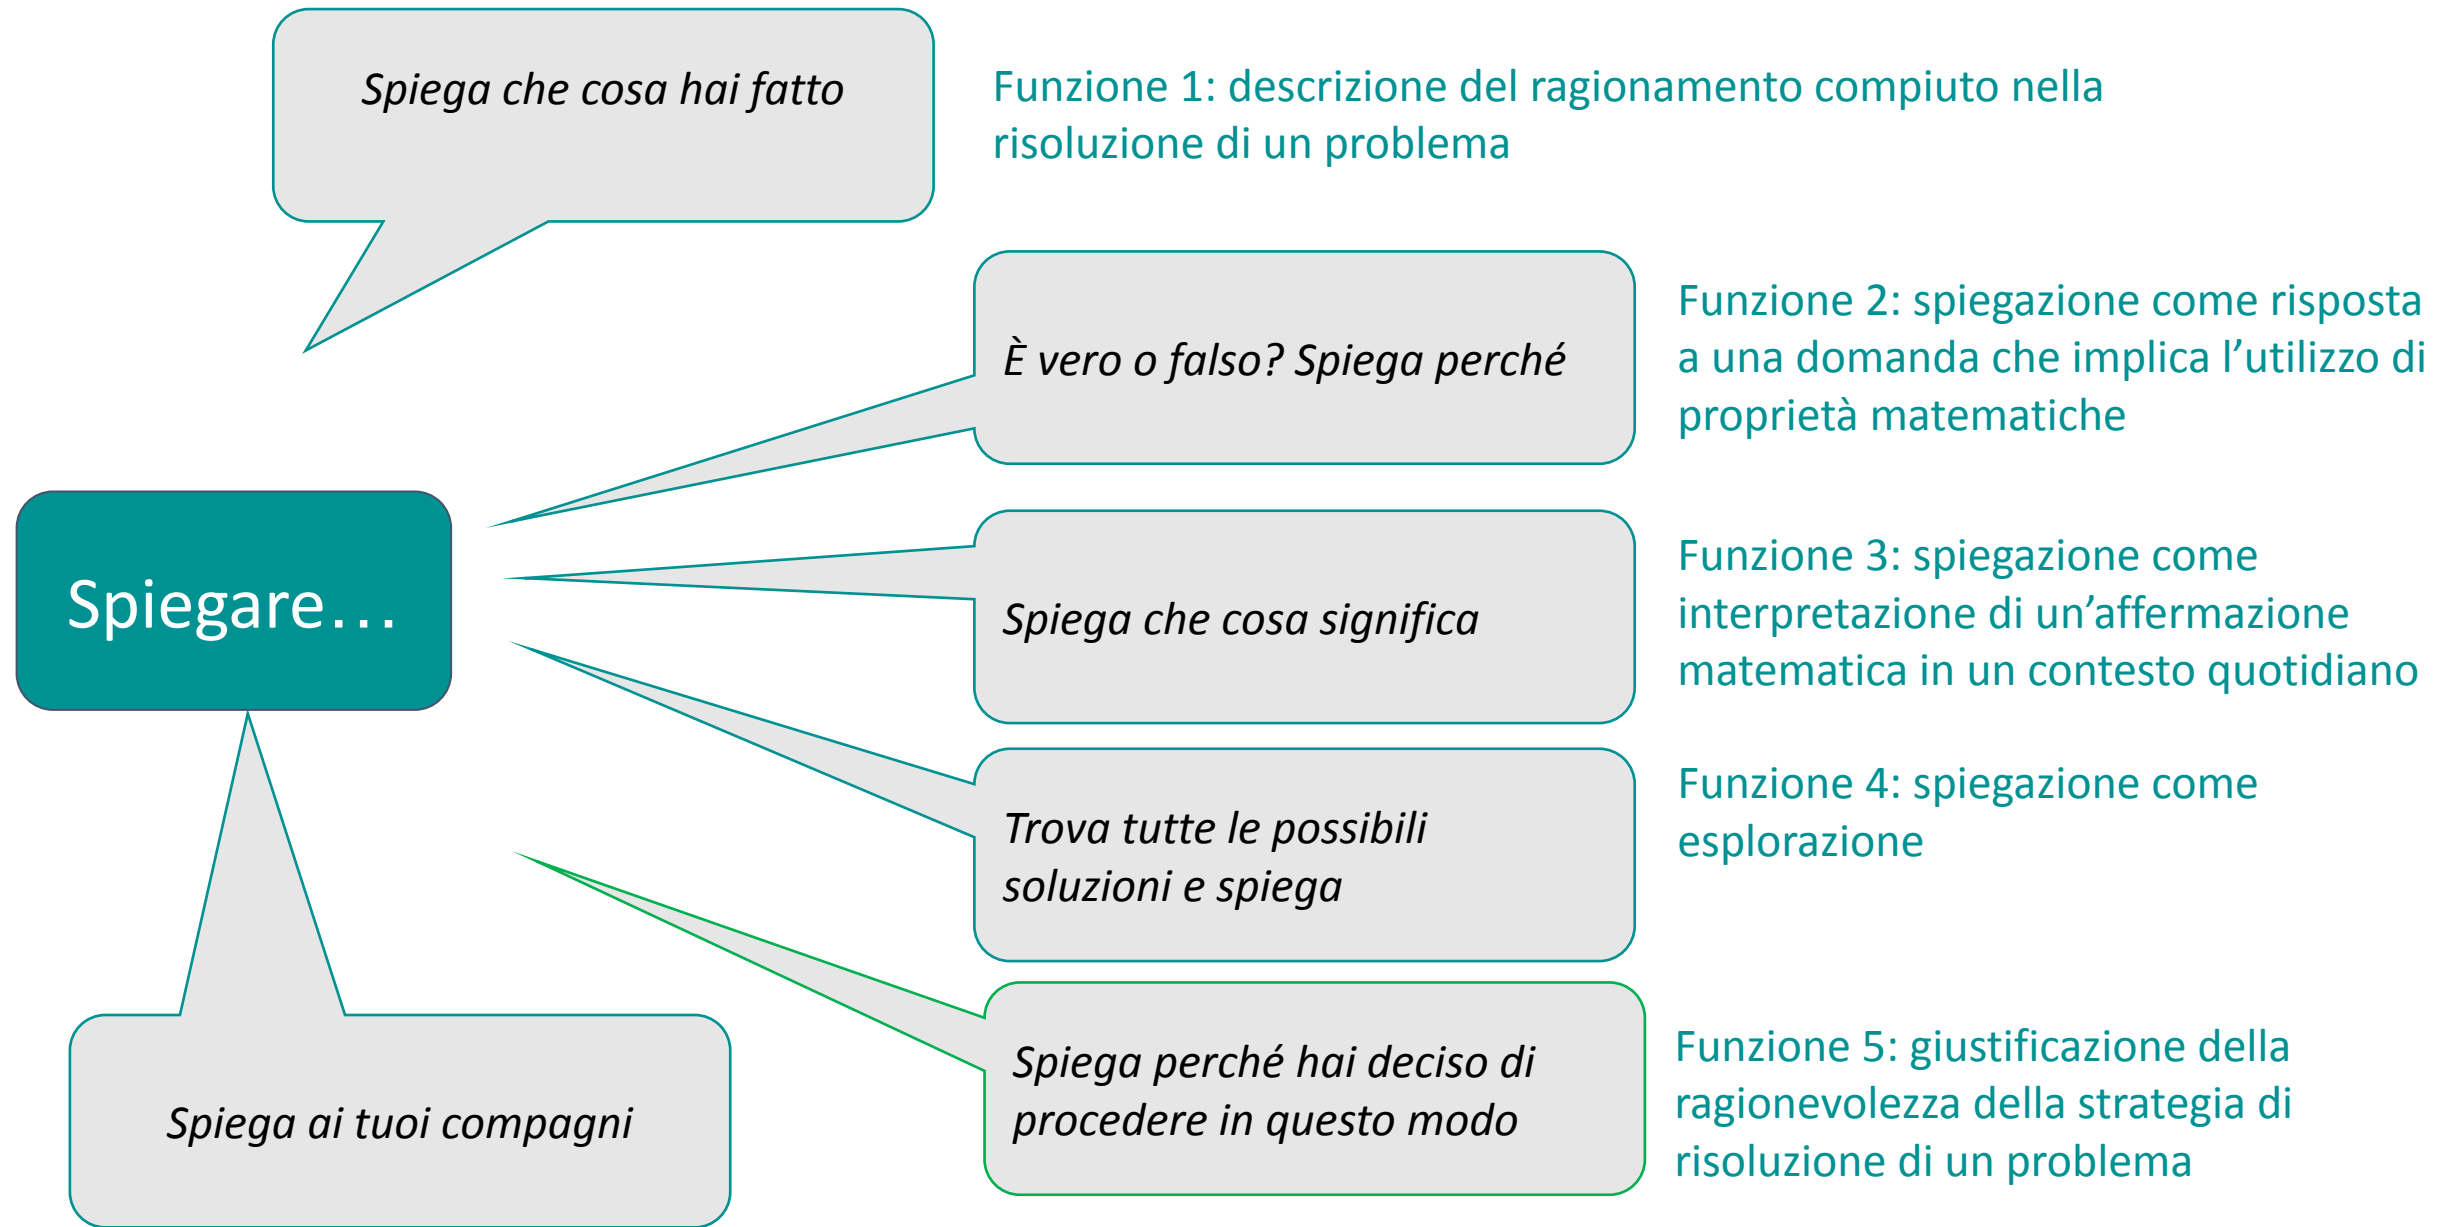 Spiega che cosa hai fatto
Funzione 1: descrizione del ragionamento compiuto nella
risoluzione di un problema
È vero o falso? Spiega perché
Funzione 2: spiegazione come risposta
a una domanda che implica l’utilizzo di
proprietà matematiche
Spiegare…
Spiega che cosa significa
Funzione 3: spiegazione come
interpretazione di un’affermazione
matematica in un contesto quotidiano
Trova tutte le possibili
soluzioni e spiega
Funzione 4: spiegazione come
esplorazione
Spiega perché hai deciso di
procedere in questo modo
Funzione 5: giustificazione della
ragionevolezza della strategia di
risoluzione di un problema
Spiega ai tuoi compagni